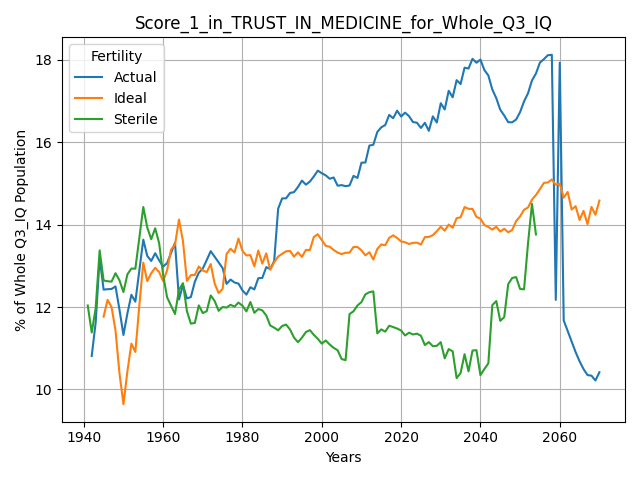 Score_1_in_TRUST_IN_MEDICINE_for_Whole_Q3_IQ
Fertility
Actual
Ideal
Sterile
% of Whole Q3_IQ Population
18
16
14
12
10
1940
1960
1980
2000
2020
2040
2060
Years